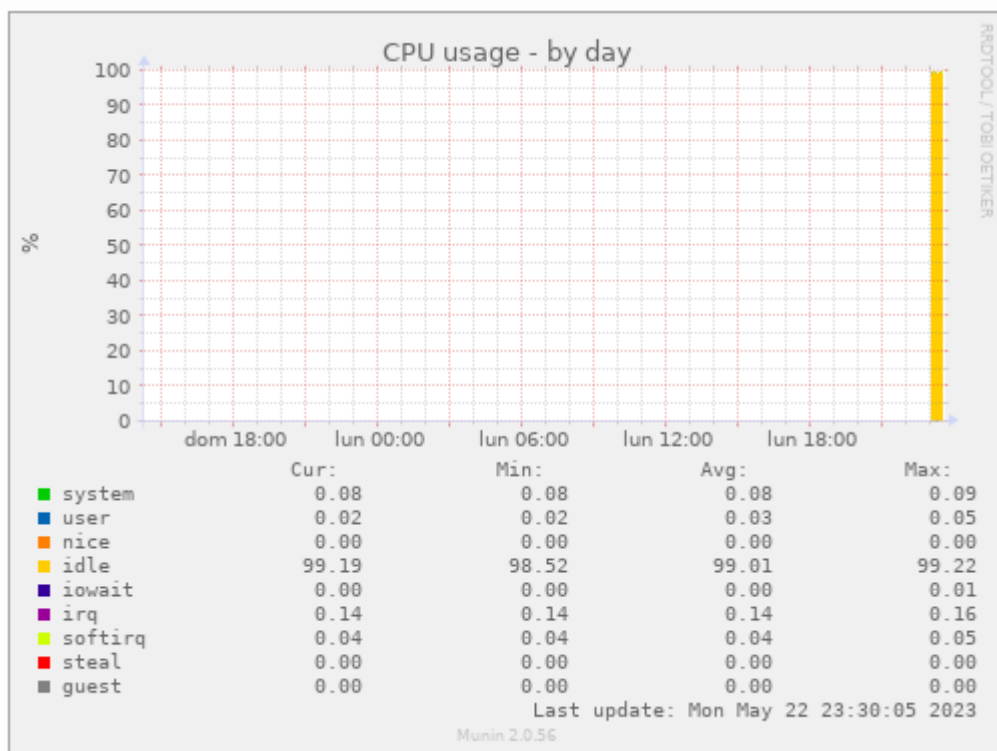 CPU usage - by day
RRDTOOL / TOBI OETIKER
%
100
90
80
70
60
50
40
30
20
10
0
dom 18:00 lun 00:00 lun 06:00 lun 12:00 lun 18:00
Cur: Min: Avg: Max:
system 0.08 0.08 0.08 0.09
user 0.02 0.02 0.03 0.05
nice 0.00 0.00 0.00 0.00
idle 99.19 98.52 99.01 99.22
iowait 0.00 0.00 0.00 0.01
irq 0.14 0.14 0.14 0.16
softirq 0.04 0.04 0.04 0.05
steal 0.00 0.00 0.00 0.00
guest 0.00 0.00 0.00 0.00
Last update: Mon May 22 23:30:05 2023
Munin 2.0.56